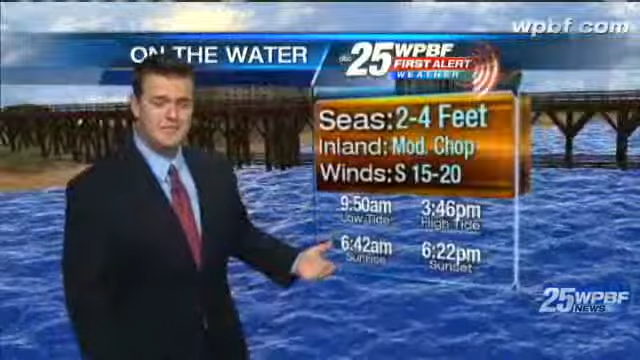 wpbf.com
ON THE WATER
abc 25 WPBF
FIRST ALERT
WEATHER
Seas: 2-4 Feet
Inland: Mod. Chop
Winds: S 15-20
9:50am 3:46pm
Low Tide High Tide
6:42am 6:22pm
Sunrise Sunset
25 WPBF
NEWS